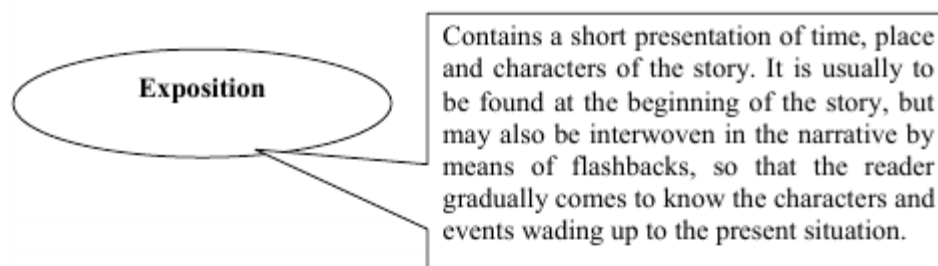 Exposition
Contains a short presentation of time, place
and characters of the story. It is usually to
be found at the beginning of the story, but
may also be interwoven in the narrative by
means of flashbacks, so that the reader
gradually comes to know the characters and
events wading up to the present situation.